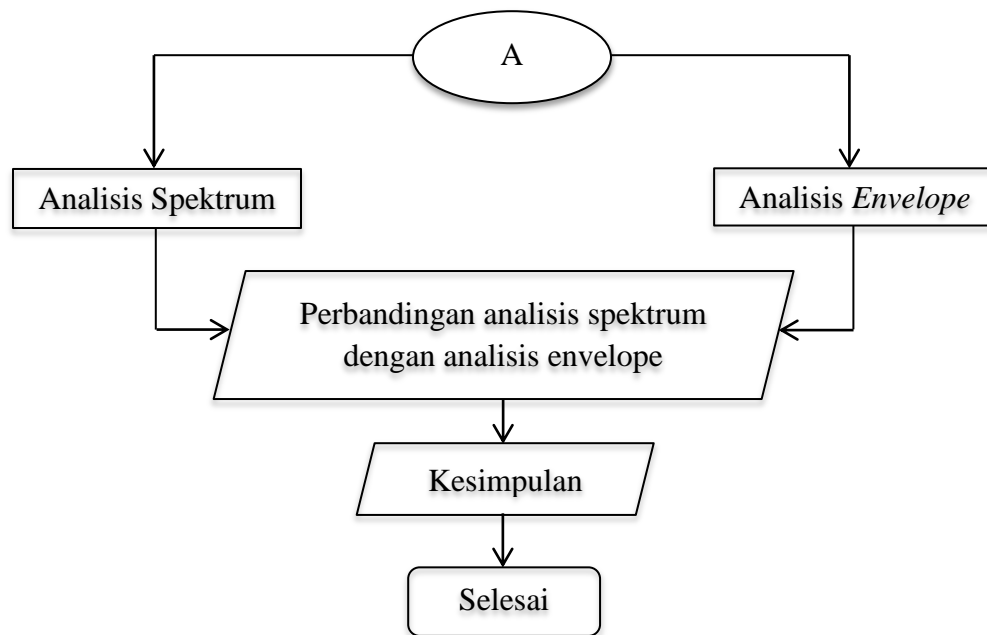 A
Analisis Spektrum
Analisis Envelope
Perbandingan analisis spektrum
dengan analisis envelope
Kesimpulan
Selesai